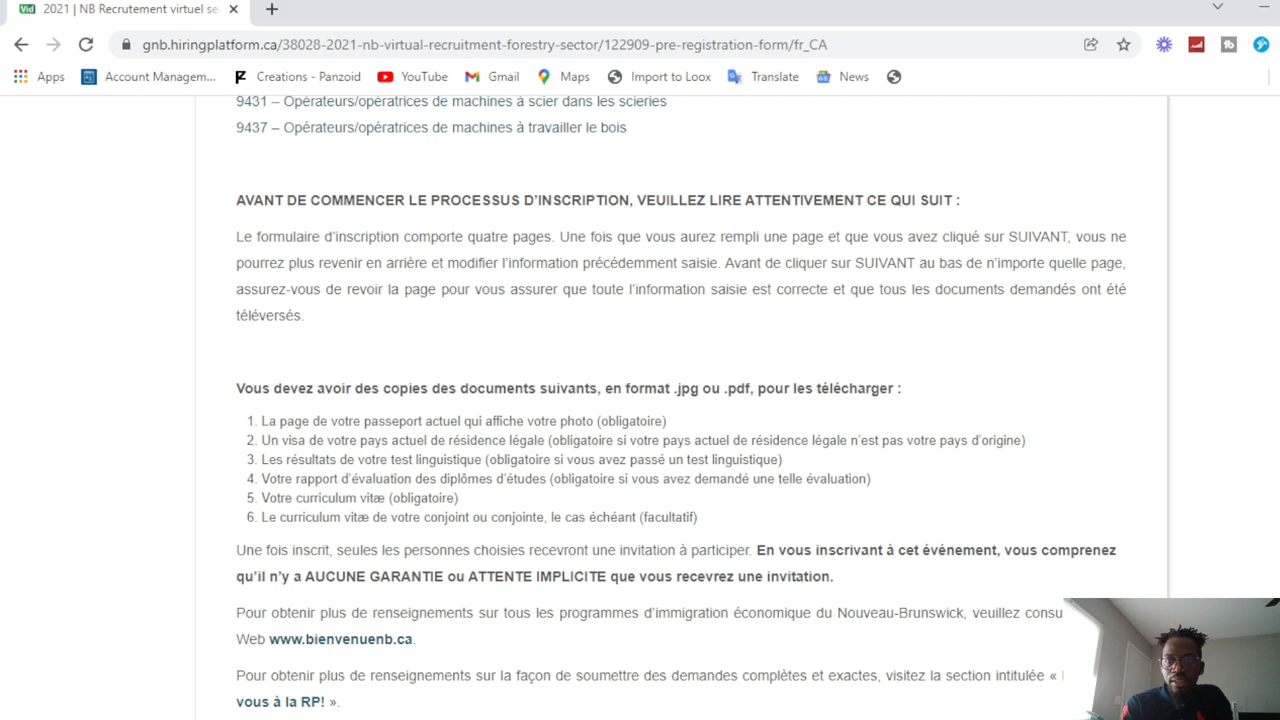 Vid 2021 | NB Recrutement virtuel se
gnb.hiringplatform.ca/38028-2021-nb-virtual-recruitment-forestry-sector/122909-pre-registration-form/fr_CA
Apps Account Managem... Creations - Panzoid YouTube Gmail Maps Import to Loox Translate News
9431 – Opérateurs/opératrices de machines à scier dans les scieries
9437 – Opérateurs/opératrices de machines à travailler le bois
AVANT DE COMMENCER LE PROCESSUS D'INSCRIPTION, VEUILLEZ LIRE ATTENTIVEMENT CE QUI SUIT :
Le formulaire d'inscription comporte quatre pages. Une fois que vous aurez rempli une page et que vous avez cliqué sur SUIVANT, vous ne
pourrez plus revenir en arrière et modifier l'information précédemment saisie. Avant de cliquer sur SUIVANT au bas de n'importe quelle page,
assurez-vous de revoir la page pour vous assurer que toute l'information saisie est correcte et que tous les documents demandés ont été
téléversés.
Vous devez avoir des copies des documents suivants, en format .jpg ou .pdf, pour les télécharger :
1. La page de votre passeport actuel qui affiche votre photo (obligatoire)
2. Un visa de votre pays actuel de résidence légale (obligatoire si votre pays actuel de résidence légale n'est pas votre pays d'origine)
3. Les résultats de votre test linguistique (obligatoire si vous avez passé un test linguistique)
4. Votre rapport d'évaluation des diplômes d'études (obligatoire si vous avez demandé une telle évaluation)
5. Votre curriculum vitæ (obligatoire)
6. Le curriculum vitæ de votre conjoint ou conjointe, le cas échéant (facultatif)
Une fois inscrit, seules les personnes choisies recevront une invitation à participer. En vous inscrivant à cet événement, vous comprenez
qu'il n'y a AUCUNE GARANTIE ou ATTENTE IMPLICITE que vous recevrez une invitation.
Pour obtenir plus de renseignements sur tous les programmes d'immigration économique du Nouveau-Brunswick, veuillez consu
Web www.bienvenuenb.ca.
Pour obtenir plus de renseignements sur la façon de soumettre des demandes complètes et exactes, visitez la section intitulée «
vous à la RP! ».